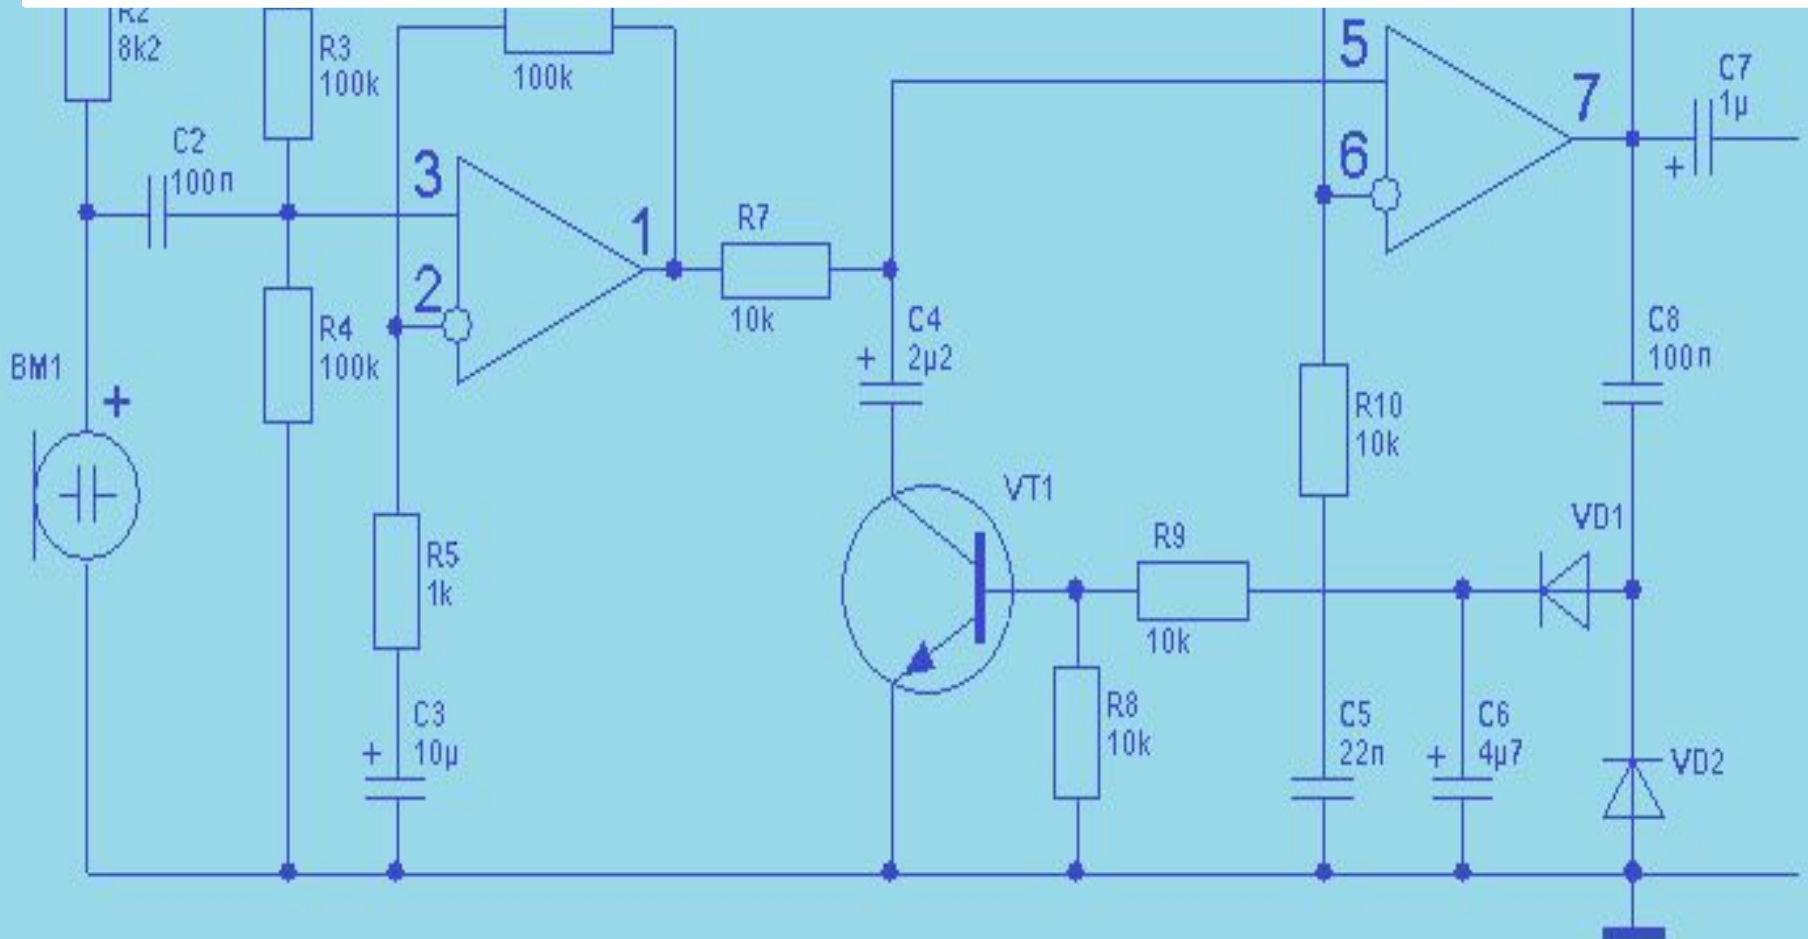 R2
8k2
R3
100k
100k
5
7
C7
1µ
+
C2
100n
3
6
1
R7
10k
2
R4
100k
C4
2µ2
+
C8
100n
BM1
+
R10
10k
VT1
VD1
R5
1k
R9
10k
R8
10k
C3
10µ
+
C5
22n
C6
4µ7
+
VD2